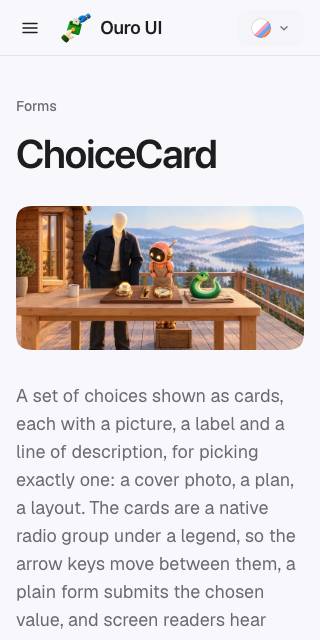 Ouro UI
Forms
ChoiceCard
A set of choices shown as cards,
each with a picture, a label and a
line of description, for picking
exactly one: a cover photo, a plan,
a layout. The cards are a native
radio group under a legend, so the
arrow keys move between them, a
plain form submits the chosen
value, and screen readers hear